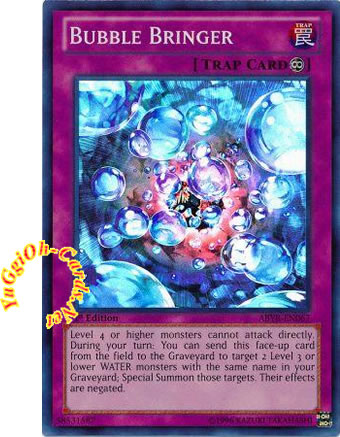 BUBBLE BRINGER
TRAP
罠
[TRAP CARD]
YuGgiOh-Cards.Net
ABYR-EN067
Edition
Level 4 or higher monsters cannot attack directly.
During your turn: You can send this face-up card
from the field to the Graveyard to target 2 Level 3 or
lower WATER monsters with the same name in your
Graveyard; Special Summon those targets. Their effects
are negated.
©1996 KAZUKI TAKAHASHI